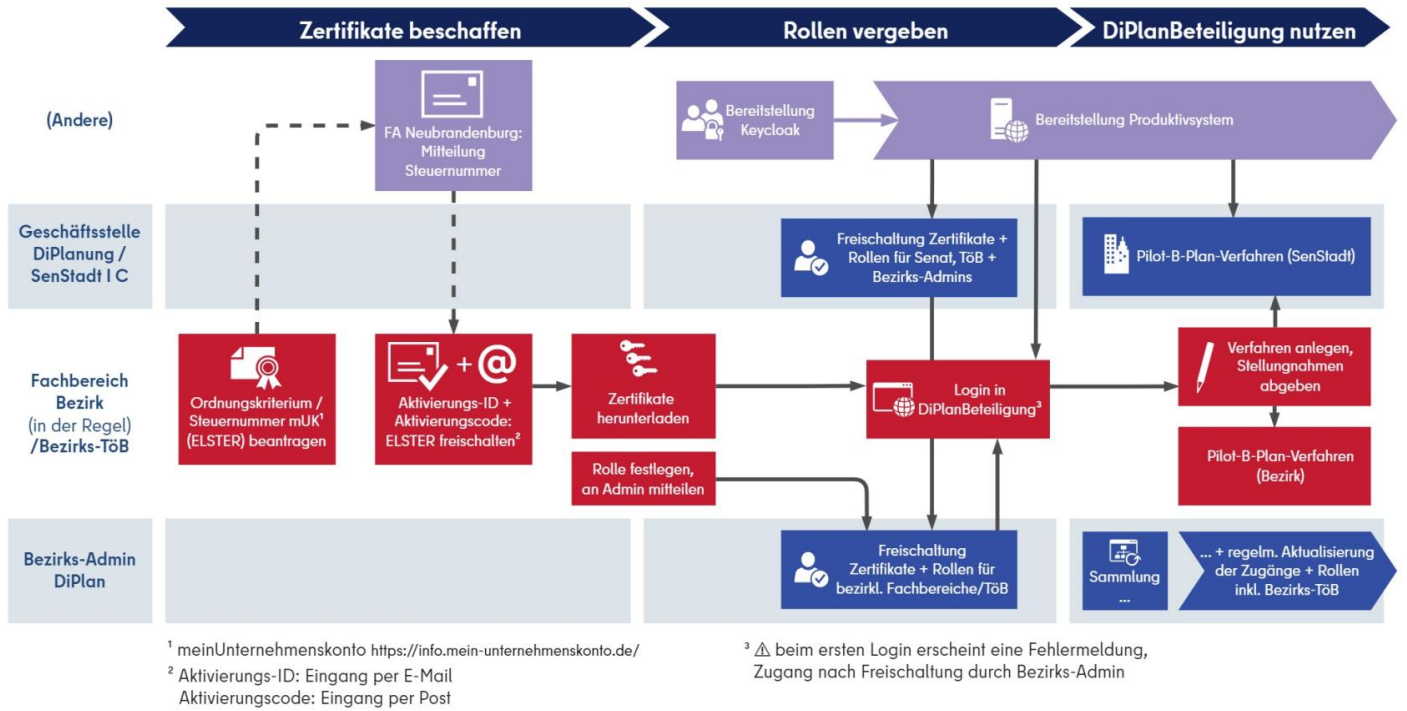 Zertifikate beschaffen
Rollen vergeben
DiPlanBeteiligung nutzen
(Andere)
FA Neubrandenburg:
Mitteilung
Steuernummer
Bereitstellung
Keycloak
Bereitstellung Produktivsystem
Geschäftsstelle
DiPlanung /
SenStadt I C
Freischaltung Zertifikate +
Rollen für Senat, TöB +
Bezirks-Admins
Pilot-B-Plan-Verfahren (SenStadt)
Fachbereich
Bezirk
(in der Regel)
/Bezirks-TöB
Ordnungskriterium /
Steuernummer mUK¹
(ELSTER) beantragen
+ @
Aktivierungs-ID +
Aktivierungscode:
ELSTER freischalten²
Zertifikate
herunterladen
Rolle festlegen,
an Admin mitteilen
Login in
DiPlanBeteiligung³
Verfahren anlegen,
Stellungnahmen
abgeben
Pilot-B-Plan-Verfahren
(Bezirk)
Bezirks-Admin
DiPlan
Freischaltung
Zertifikate + Rollen für
bezirkl. Fachbereiche/TöB
Sammlung
...
... + regelm. Aktualisierung
der Zugänge + Rollen
inkl. Bezirks-TöB
¹ meinUnternehmenskonto https://info.mein-unternehmenskonto.de/
² Aktivierungs-ID: Eingang per E-Mail
Aktivierungscode: Eingang per Post
³ ⚠ beim ersten Login erscheint eine Fehlermeldung,
Zugang nach Freischaltung durch Bezirks-Admin